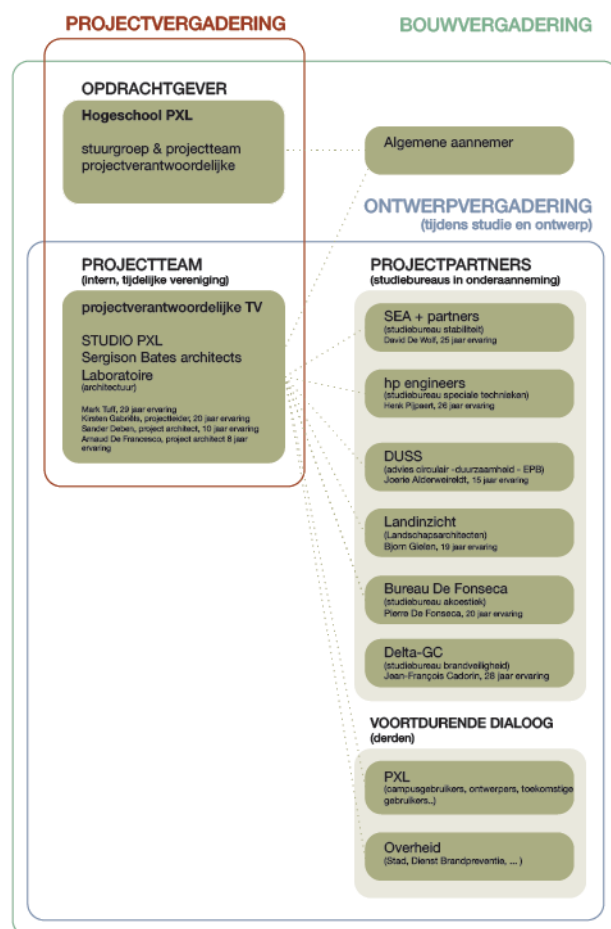 PROJECTVERGADERING
BOUWVERGADERING
OPDRACHTGEVER
Hogeschool PXL
stuurgroep & projectteam
projectverantwoordelijke
Algemene aannemer
ONTWERPVERGADERING
(tijdens studie en ontwerp)
PROJECTTEAM
(intern, tijdelijke vereniging)
projectverantwoordelijke TV
STUDIO PXL
Sergison Bates architects
Laboratoire
(architectuur)
Mark Tuff, 29 jaar ervaring
Kirsten Gabriëls, projectleider, 20 jaar ervaring
Sander Deben, project architect, 10 jaar ervaring
Arnaud De Francesco, project architect 8 jaar
ervaring
PROJECTPARTNERS
(studiebureaus in onderaanneming)
SEA + partners
(studiebureau stabiliteit)
David De Wolf, 25 jaar ervaring
hp engineers
(studiebureau speciale technieken)
Henk Pijpaert, 26 jaar ervaring
DUSS
(advies circulair -duurzaamheid - EPB)
Joerie Alderweireldt, 15 jaar ervaring
Landinzicht
(Landschapsarchitecten)
Bjorn Gielen, 19 jaar ervaring
Bureau De Fonseca
(studiebureau akoestiek)
Pierre De Fonseca, 20 jaar ervaring
Delta-GC
(studiebureau brandveiligheid)
Jean-François Cadorin, 28 jaar ervaring
VOORTDURENDE DIALOOG
(derden)
PXL
(campusgebruikers, ontwerpers, toekomstige
gebruikers..)
Overheid
(Stad, Dienst Brandpreventie, ... )